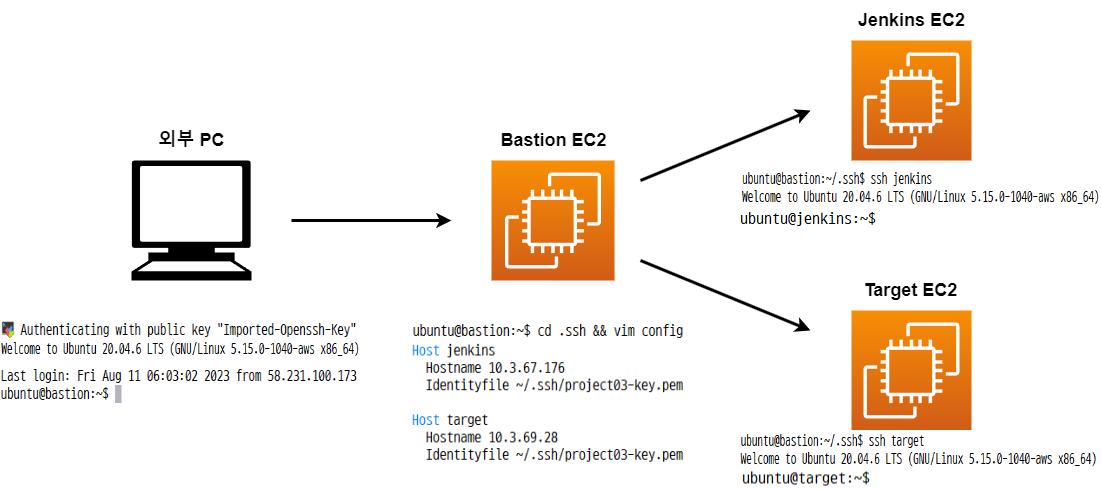 외부 PC
Authenticating with public key "Imported-Openssh-Key"
Welcome to Ubuntu 20.04.6 LTS (GNU/Linux 5.15.0-1040-aws x86_64)
Last login: Fri Aug 11 06:03:02 2023 from 58.231.100.173
ubuntu@bastion:~$
Bastion EC2
ubuntu@bastion:~$ cd .ssh && vim config
Host jenkins
Hostname 10.3.67.176
Identityfile ~/.ssh/project03-key.pem
Host target
Hostname 10.3.69.28
Identityfile ~/.ssh/project03-key.pem
Jenkins EC2
ubuntu@bastion:~/.ssh$ ssh jenkins
Welcome to Ubuntu 20.04.6 LTS (GNU/Linux 5.15.0-1040-aws x86_64)
ubuntu@jenkins:~$
Target EC2
ubuntu@bastion:~/.ssh$ ssh target
Welcome to Ubuntu 20.04.6 LTS (GNU/Linux 5.15.0-1040-aws x86_64)
ubuntu@target:~$